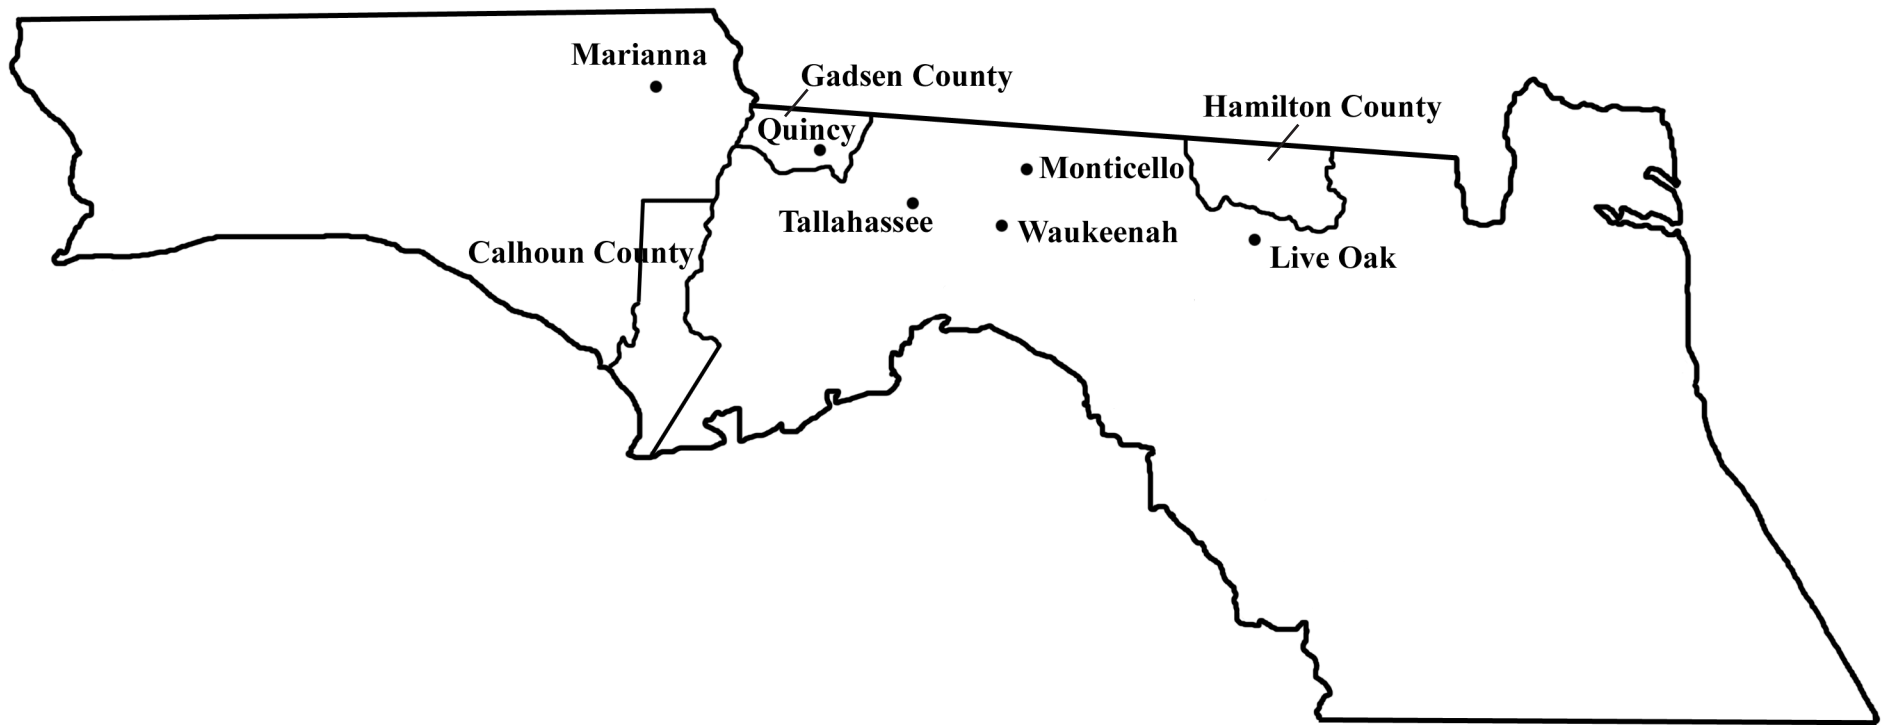 Marianna
Gadsen County
Hamilton County
Quincy
Monticello
Tallahassee
Waukeenah
Calhoun County
Live Oak